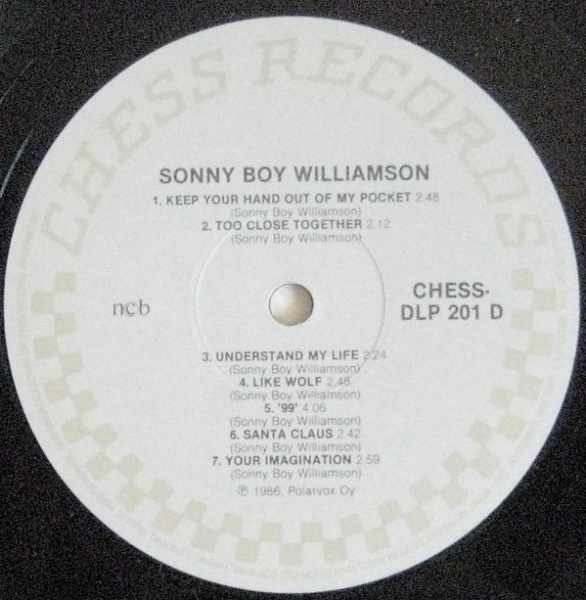 CHESS RECORDS
SONNY BOY WILLIAMSON
1. KEEP YOUR HAND OUT OF MY POCKET 2.48
(Sonny Boy Williamson)
2. TOO CLOSE TOGETHER 2.12
(Sonny Boy Williamson)
ncb
CHESS-
DLP 201 D
3. UNDERSTAND MY LIFE 2.24
(Sonny Boy Williamson)
4. LIKE WOLF 2.48
(Sonny Boy Williamson)
5. '99' 4.06
(Sonny Boy Williamson)
6. SANTA CLAUS 2.42
(Sonny Boy Williamson)
7. YOUR IMAGINATION 2.59
(Sonny Boy Williamson)
℗ 1986, Polarvox Oy